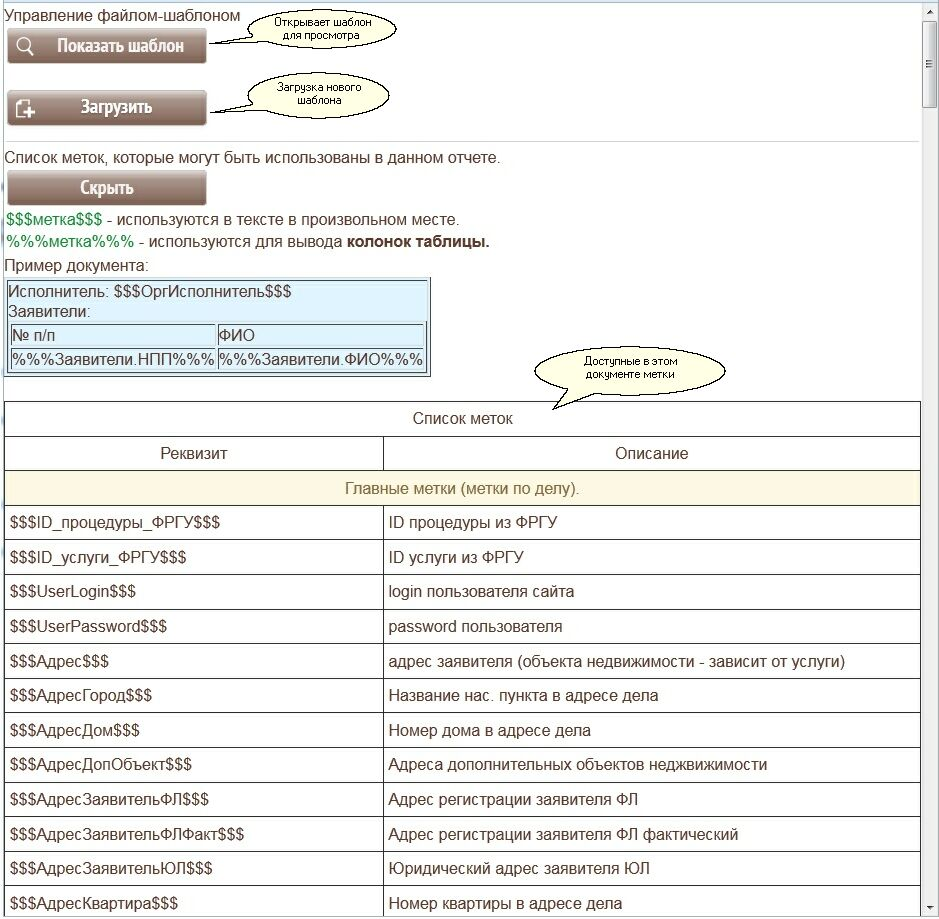 Управление файлом-шаблоном
Открывает шаблон
для просмотра
Показать шаблон
Загрузка нового
шаблона
Загрузить
Список меток, которые могут быть использованы в данном отчете.
Скрыть
$$$метка$$$ - используются в тексте в произвольном месте.
%%%метка%%% - используются для вывода колонок таблицы.
Пример документа:
Исполнитель: $$$ОргИсполнитель$$$
Заявители:
№ п/п ФИО
%%%Заявители.НПП%%% %%%Заявители.ФИО%%%
Доступные в этом
документе метки
Список меток
Реквизит Описание
Главные метки (метки по делу).
$$$ID_процедуры_ФРГУ$$$ ID процедуры из ФРГУ
$$$ID_услуги_ФРГУ$$$ ID услуги из ФРГУ
$$$UserLogin$$$ login пользователя сайта
$$$UserPassword$$$ password пользователя
$$$Адрес$$$ адрес заявителя (объекта недвижимости - зависит от услуги)
$$$АдресГород$$$ Название нас. пункта в адресе дела
$$$АдресДом$$$ Номер дома в адресе дела
$$$АдресДопОбъект$$$ Адреса дополнительных объектов неджвижимости
$$$АдресЗаявительФЛ$$$ Адрес регистрации заявителя ФЛ
$$$АдресЗаявительФЛФакт$$$ Адрес регистрации заявителя ФЛ фактический
$$$АдресЗаявительЮЛ$$$ Юридический адрес заявителя ЮЛ
$$$АдресКвартира$$$ Номер квартиры в адресе дела